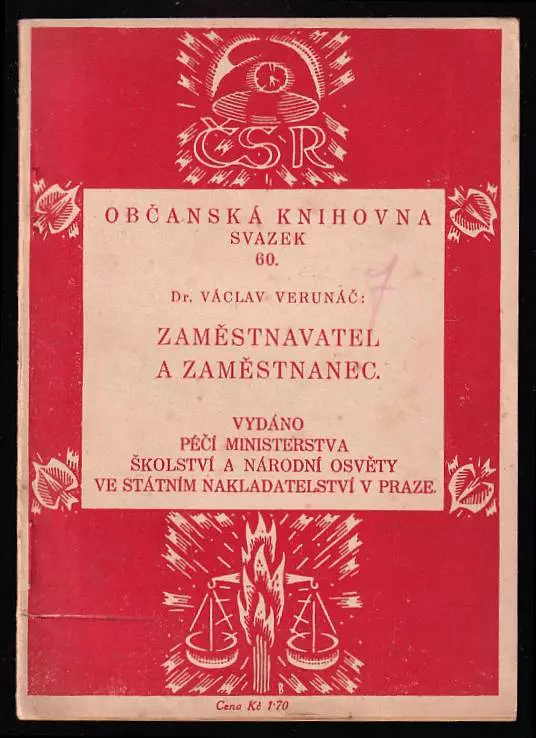 ČSR
OBČANSKÁ KNIHOVNA
SVAZEK
60.
7
Dr. VÁCLAV VERUNÁČ:
ZAMĚSTNAVATEL
A ZAMĚSTNANEC.
VYDÁNO
PÉČÍ MINISTERSTVA
ŠKOLSTVÍ A NÁRODNÍ OSVĚTY
VE STÁTNÍM NAKLADATELSTVÍ V PRAZE.
B
Cena Kč 1·70